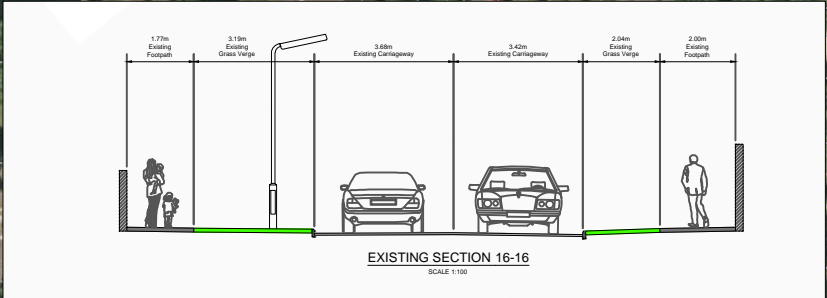 1.77m
Existing
Footpath
3.19m
Existing
Grass Verge
3.68m
Existing Carriageway
3.42m
Existing Carriageway
2.04m
Existing
Grass Verge
2.00m
Existing
Footpath
EXISTING SECTION 16-16
SCALE 1:100